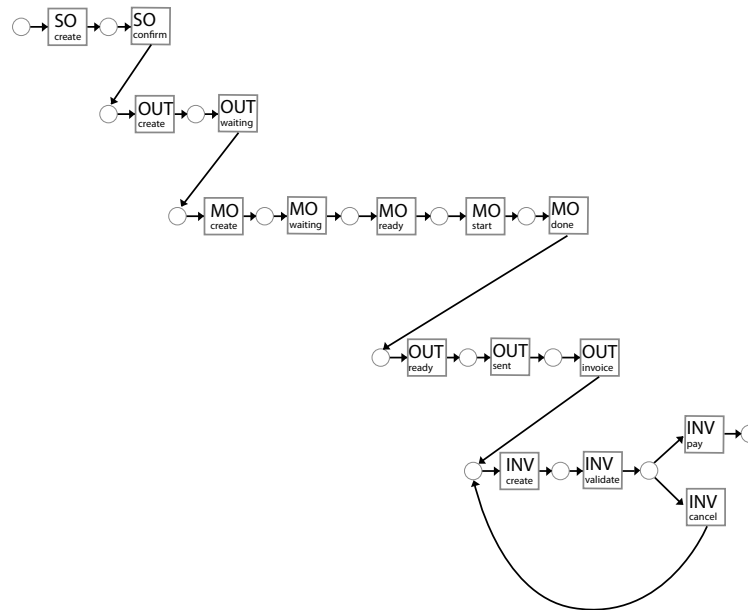 SO
create
SO
confirm
OUT
create
OUT
waiting
MO
create
MO
waiting
MO
ready
MO
start
MO
done
OUT
ready
OUT
sent
OUT
invoice
INV
create
INV
validate
INV
pay
INV
cancel